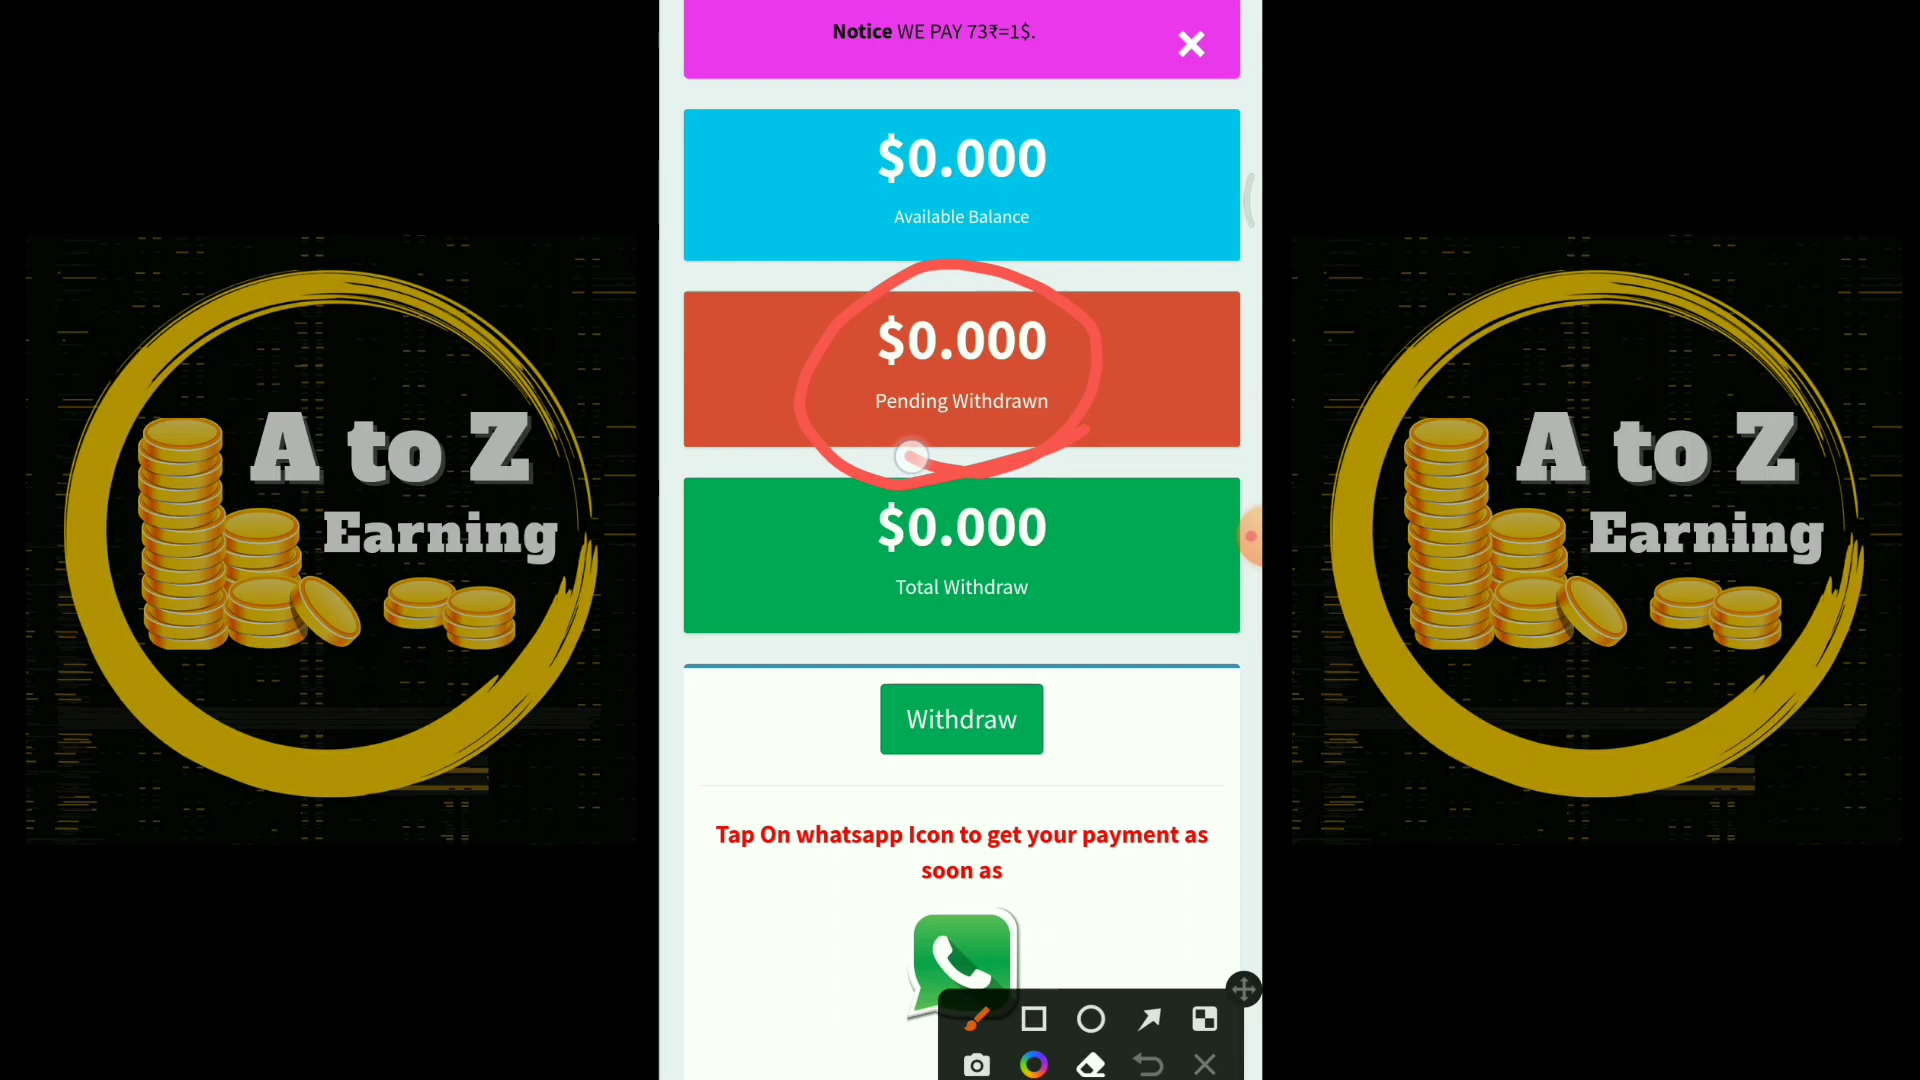 Notice WE PAY 73₹=1$.
$0.000
Available Balance
$0.000
Pending Withdrawn
$0.000
Total Withdraw
Withdraw
Tap On whatsapp Icon to get your payment as
soon as
A to Z
Earning
A to Z
Earning